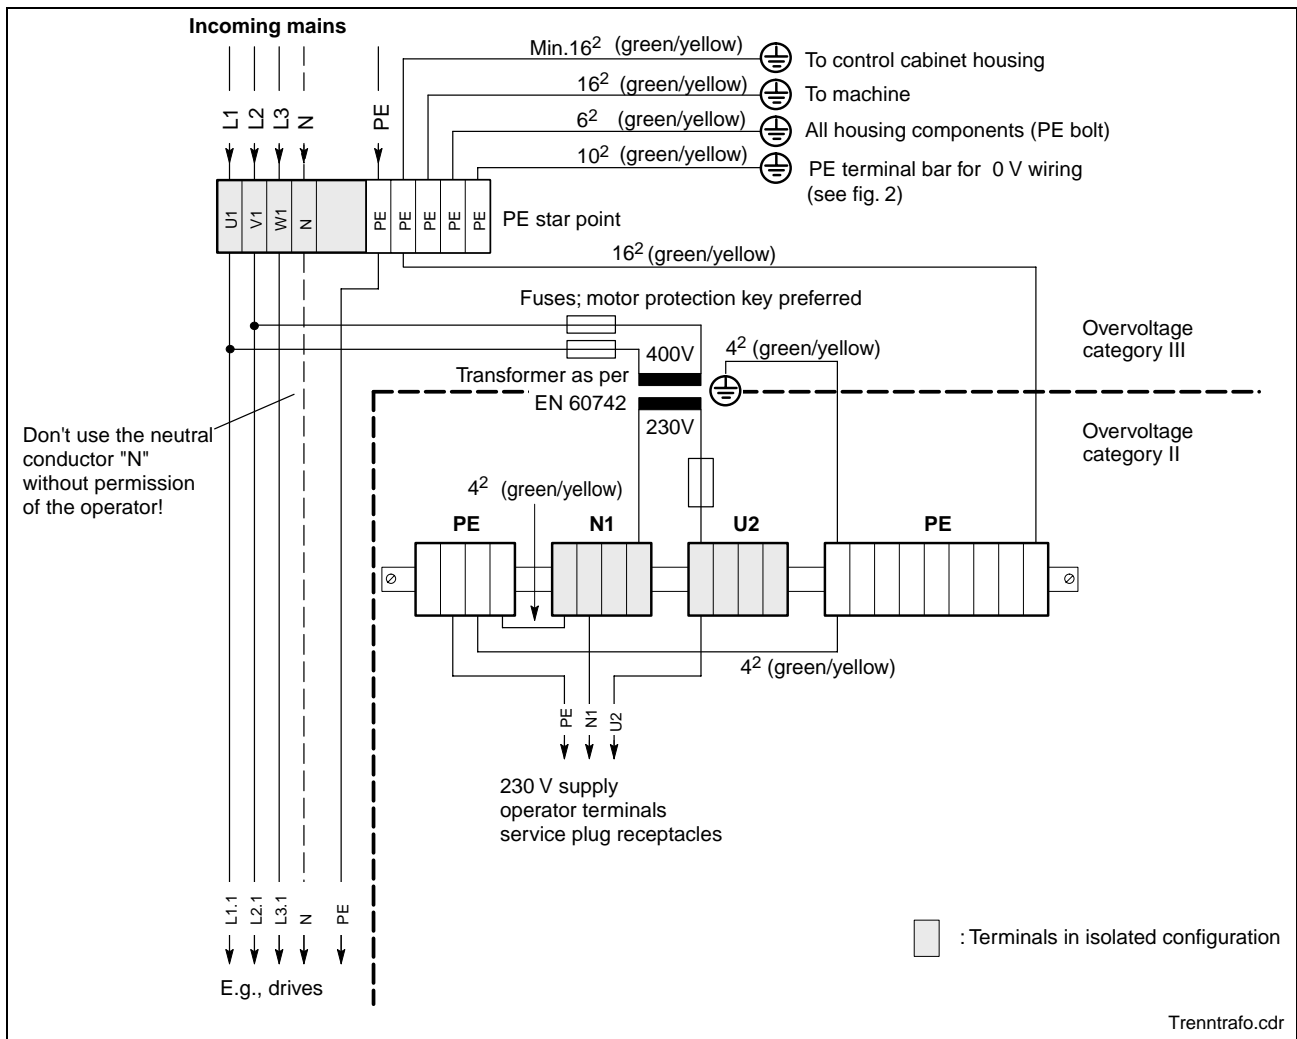 Incoming mains
Min.16² (green/yellow)
To control cabinet housing
16² (green/yellow)
To machine
6² (green/yellow)
All housing components (PE bolt)
10² (green/yellow)
PE terminal bar for 0 V wiring
(see fig. 2)
L1
L2
L3
N
PE
U1
V1
W1
N
PE
PE
PE
PE
PE
PE star point
16² (green/yellow)
Fuses; motor protection key preferred
Overvoltage
category III
400V
4² (green/yellow)
Transformer as per
EN 60742
230V
Overvoltage
category II
Don't use the neutral
conductor "N"
without permission
of the operator!
4² (green/yellow)
PE
N1
U2
PE
4² (green/yellow)
PE
N1
U2
230 V supply
operator terminals
service plug receptacles
L1.1
L2.1
L3.1
N
PE
E.g., drives
: Terminals in isolated configuration
Trenntrafo.cdr